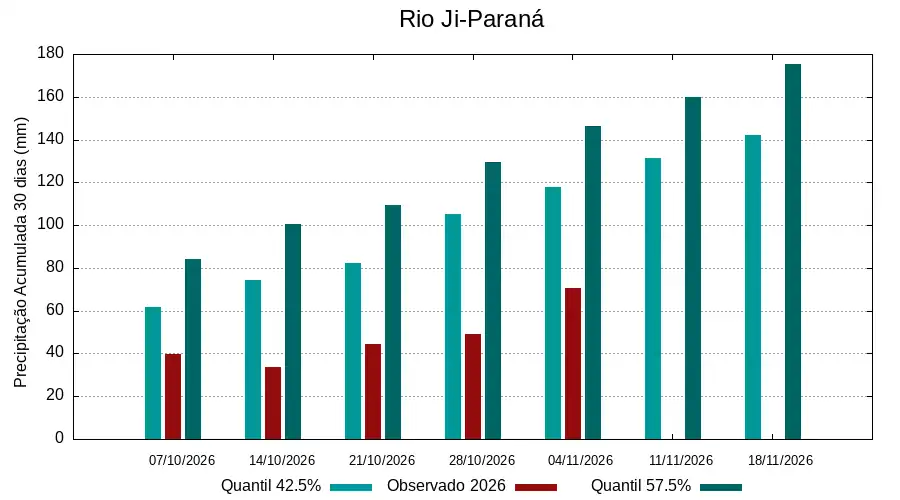 Rio Ji-Paraná
Precipitação Acumulada 30 dias (mm)
180
160
140
120
100
80
60
40
20
0
07/10/2026 14/10/2026 21/10/2026 28/10/2026 04/11/2026 11/11/2026 18/11/2026
Quantil 42.5% Observado 2026 Quantil 57.5%